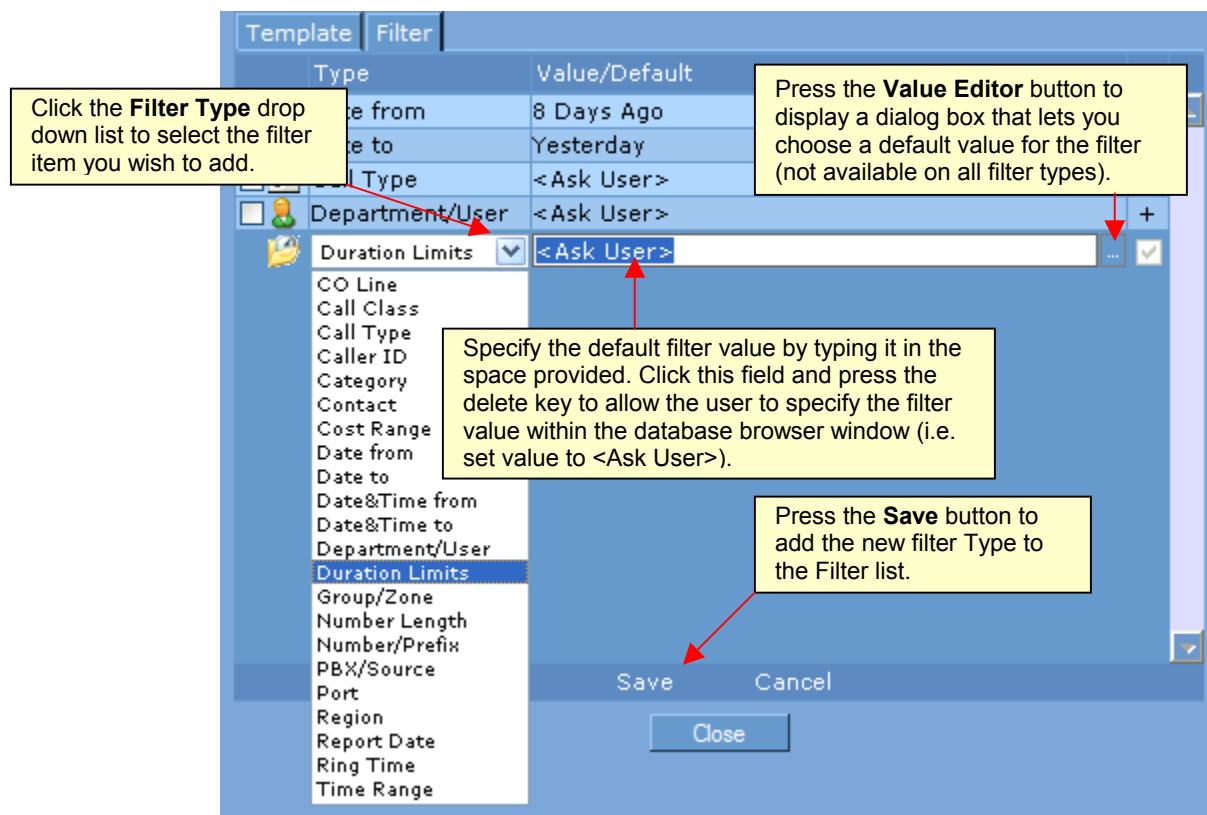 Template Filter
Type Value/Default
Click the Filter Type drop
down list to select the filter
item you wish to add.
Press the Value Editor button to
display a dialog box that lets you
choose a default value for the filter
(not available on all filter types).
te from 8 Days Ago
te to Yesterday
Call Type <Ask User>
Department/User <Ask User> +
Duration Limits <Ask User> ...
CO Line
Call Class
Call Type
Caller ID
Category
Contact
Cost Range
Date from
Date to
Date&Time from
Date&Time to
Department/User
Duration Limits
Group/Zone
Number Length
Number/Prefix
PBX/Source
Port
Region
Report Date
Ring Time
Time Range
Specify the default filter value by typing it in the
space provided. Click this field and press the
delete key to allow the user to specify the filter
value within the database browser window (i.e.
set value to <Ask User>).
Press the Save button to
add the new filter Type to
the Filter list.
Save Cancel
Close